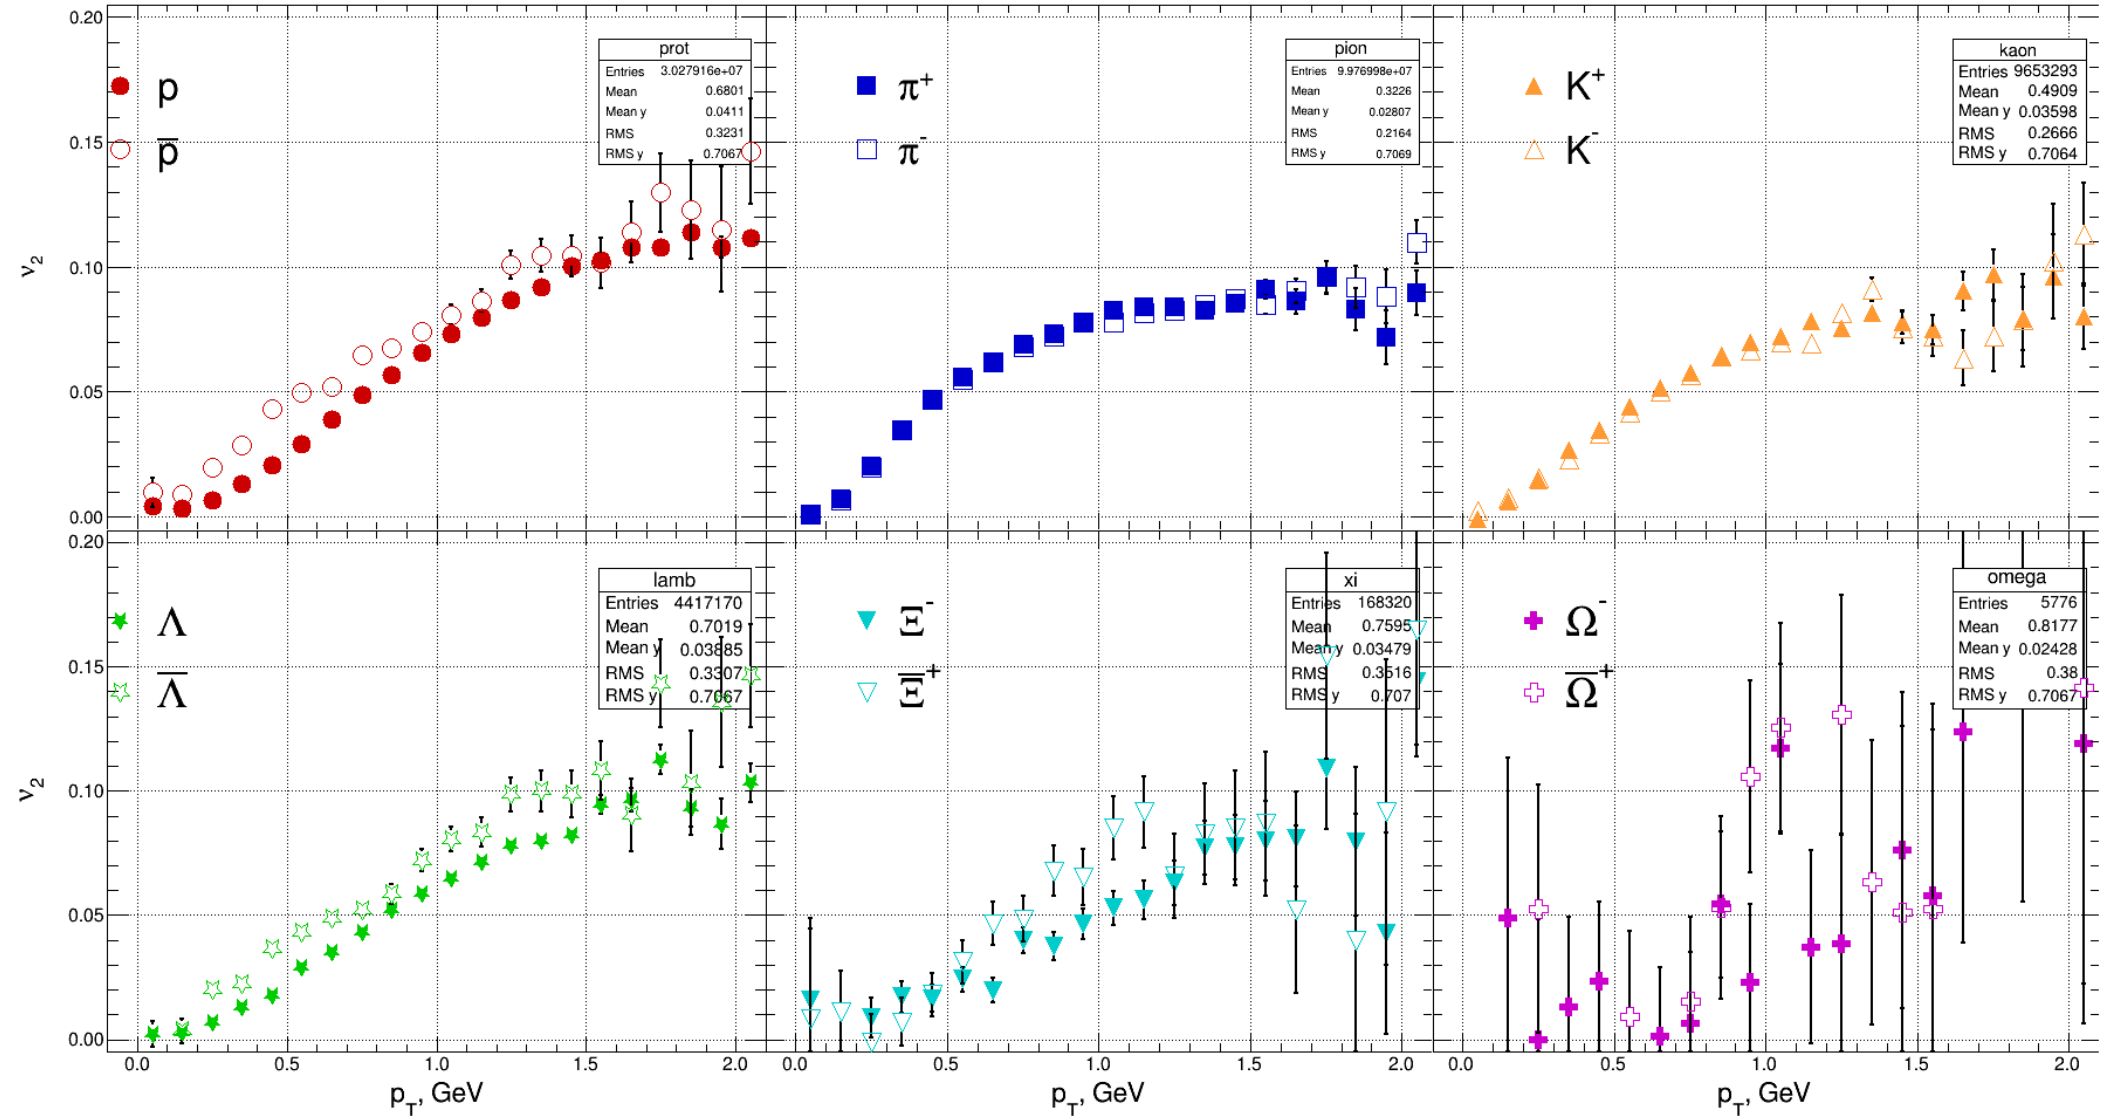 0.20
0.15
0.10
0.05
0.00
ν2
p
p̅
prot
Entries 3.027916e+07
Mean 0.6801
Mean y 0.0411
RMS 0.3231
RMS y 0.7067
π+
π-
pion
Entries 9.976998e+07
Mean 0.3226
Mean y 0.02807
RMS 0.2164
RMS y 0.7069
K+
K-
kaon
Entries 9653293
Mean 0.4909
Mean y 0.03598
RMS 0.2666
RMS y 0.7064
0.20
0.15
0.10
0.05
0.00
ν2
Λ
Λ̅
lamb
Entries 4417170
Mean 0.7019
Mean y 0.03885
RMS 0.3307
RMS y 0.7067
Ξ-
Ξ̅+
xi
Entries 168320
Mean 0.7595
Mean y 0.03479
RMS 0.3516
RMS y 0.707
Ω-
Ω̅+
omega
Entries 5776
Mean 0.8177
Mean y 0.02428
RMS 0.38
RMS y 0.7067
0.0 0.5 1.0 1.5 2.0
0.0 0.5 1.0 1.5 2.0
0.0 0.5 1.0 1.5 2.0
pT, GeV
pT, GeV
pT, GeV